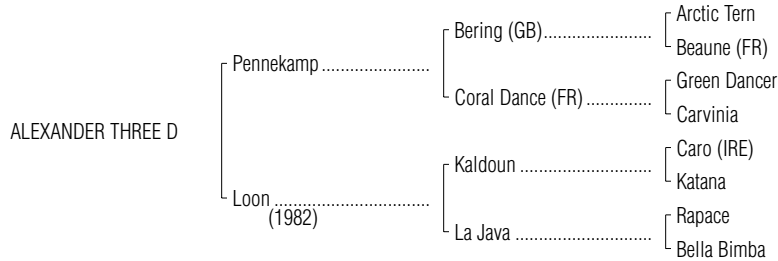 Arctic Tern
Bering (GB)
Beaune (FR)
Pennekamp
Green Dancer
Coral Dance (FR)
Carvinia
ALEXANDER THREE D
Caro (IRE)
Kaldoun
Katana
Loon
(1982)
Rapace
La Java
Bella Bimba